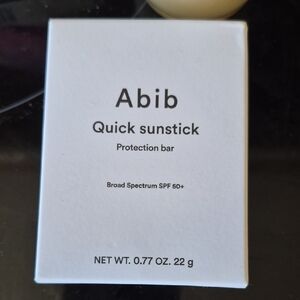 Abib
Quick sunstick
Protection bar
Broad Spectrum SPF 50+
NET WT. 0.77 OZ. 22 g